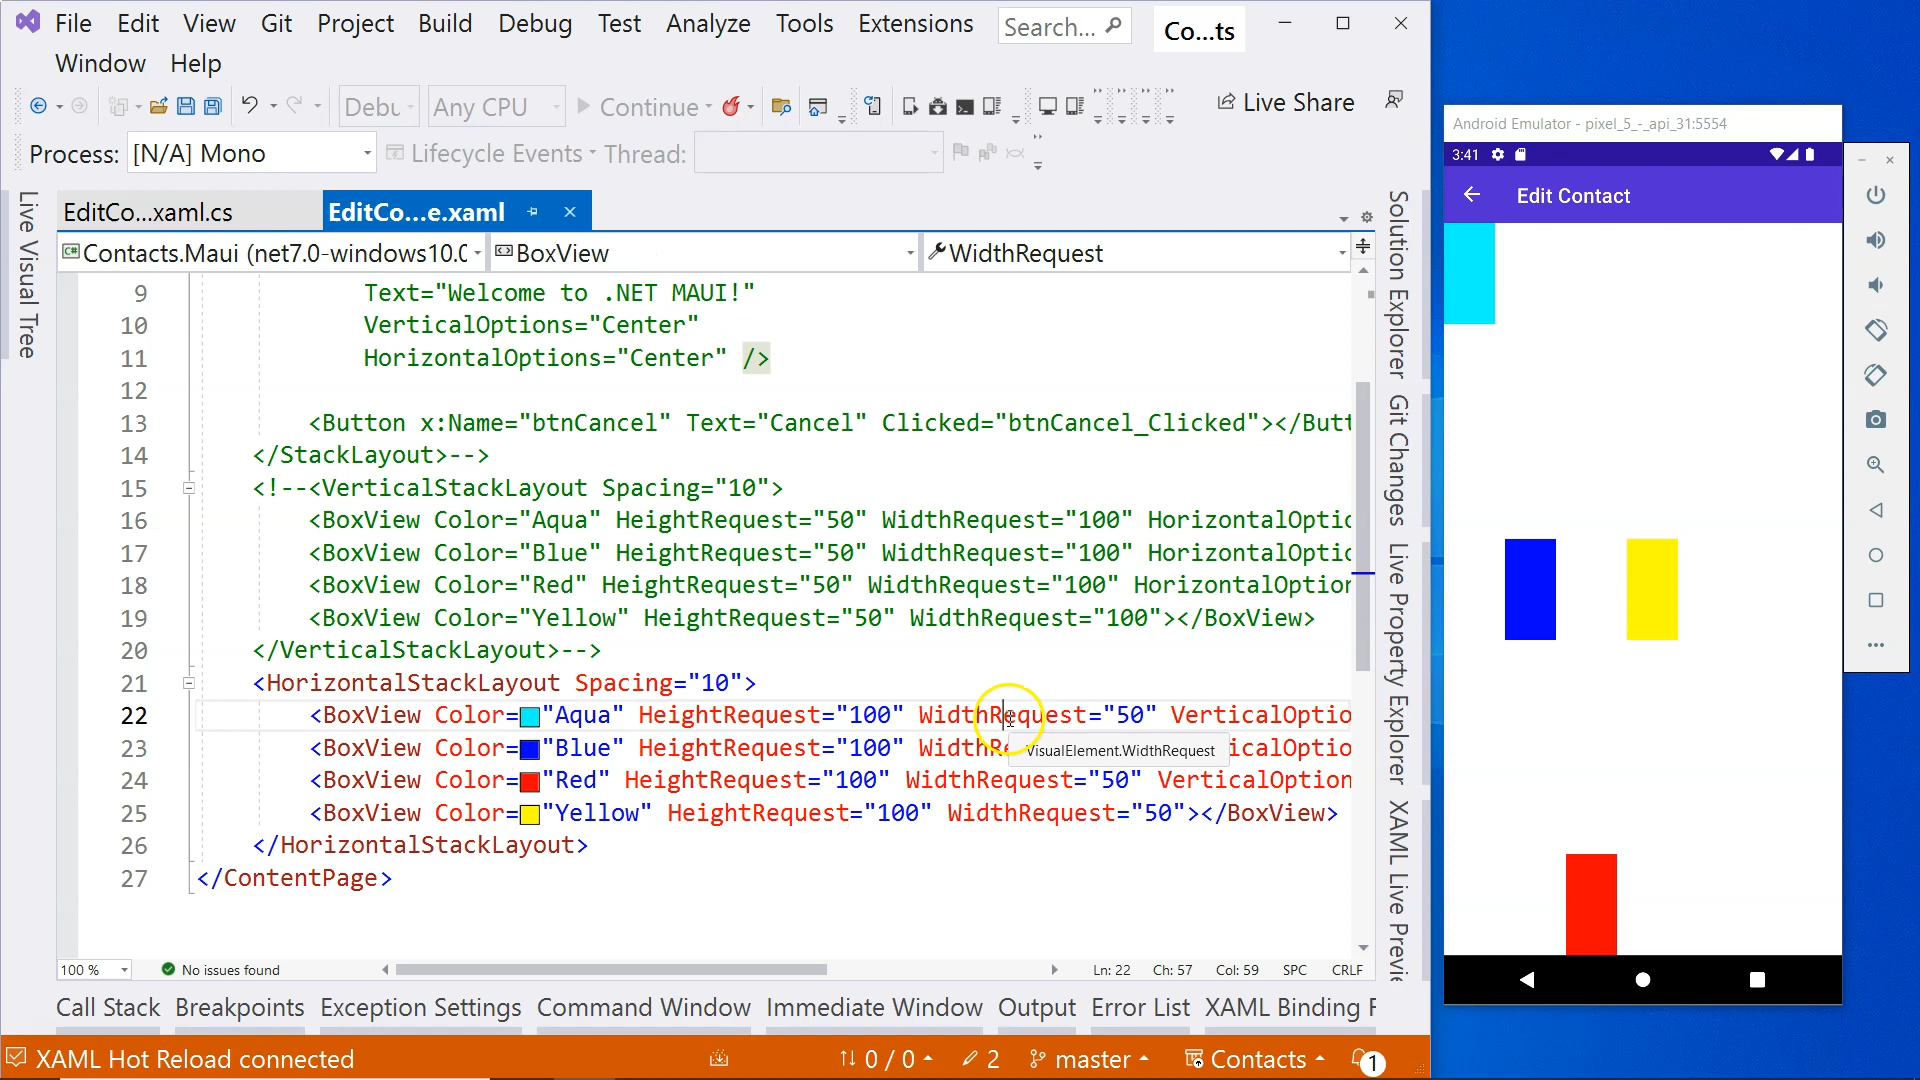 File Edit View Git Project Build Debug Test Tools Analyze Extensions Search... Co...ts
Window Help
Debu Any CPU Continue Live Share
Process: [N/A] Mono Lifecycle Events Thread:
EditCo...xaml.cs EditCo...e.xaml
Contacts.Maui (net7.0-windows10.0 BoxView WidthRequest
9 Text="Welcome to .NET MAUI!"
10 VerticalOptions="Center"
11 HorizontalOptions="Center" />
12
13 <Button x:Name="btnCancel" Text="Cancel" Clicked="btnCancel_Clicked"></Butt
14 </StackLayout>-->
15 <!--<VerticalStackLayout Spacing="10">
16 <BoxView Color="Aqua" HeightRequest="50" WidthRequest="100" HorizontalOptio
17 <BoxView Color="Blue" HeightRequest="50" WidthRequest="100" HorizontalOptio
18 <BoxView Color="Red" HeightRequest="50" WidthRequest="100" HorizontalOption
19 <BoxView Color="Yellow" HeightRequest="50" WidthRequest="100"></BoxView>
20 </VerticalStackLayout>-->
21 <HorizontalStackLayout Spacing="10">
22 <BoxView Color="Aqua" HeightRequest="100" WidthRequest="50" VerticalOptio
23 <BoxView Color="Blue" HeightRequest="100" WidthRe VisualElement.WidthRequest icalOptio
24 <BoxView Color="Red" HeightRequest="100" WidthRequest="50" VerticalOption
25 <BoxView Color="Yellow" HeightRequest="100" WidthRequest="50"></BoxView>
26 </HorizontalStackLayout>
27 </ContentPage>
100 % No issues found Ln: 22 Ch: 57 Col: 59 SPC CRLF
Call Stack Breakpoints Exception Settings Command Window Immediate Window Output Error List XAML Binding F
XAML Hot Reload connected 0 / 0 2 master Contacts 1
Live Visual Tree
Solution Explorer
Git Changes
Live Property Explorer
XAML Live Previe
Android Emulator - pixel_5_-_api_31:5554
3:41
Edit Contact